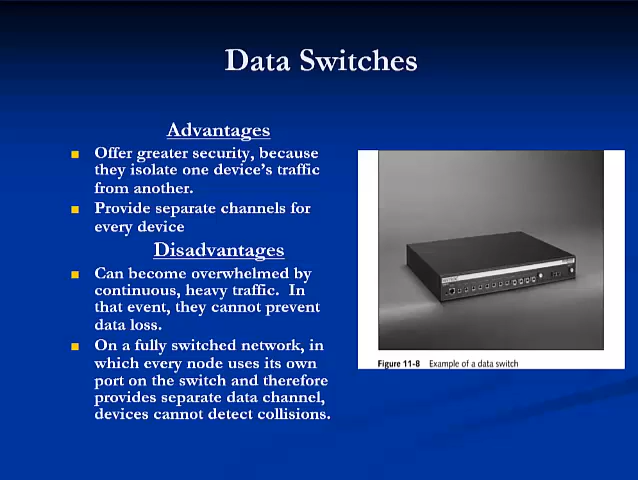 Data Switches
Advantages
Offer greater security, because
they isolate one device's traffic
from another.
Provide separate channels for
every device
Disadvantages
Can become overwhelmed by
continuous, heavy traffic. In
that event, they cannot prevent
data loss.
On a fully switched network, in
which every node uses its own
port on the switch and therefore
provides separate data channel,
devices cannot detect collisions.
Figure 11-8 Example of a data switch